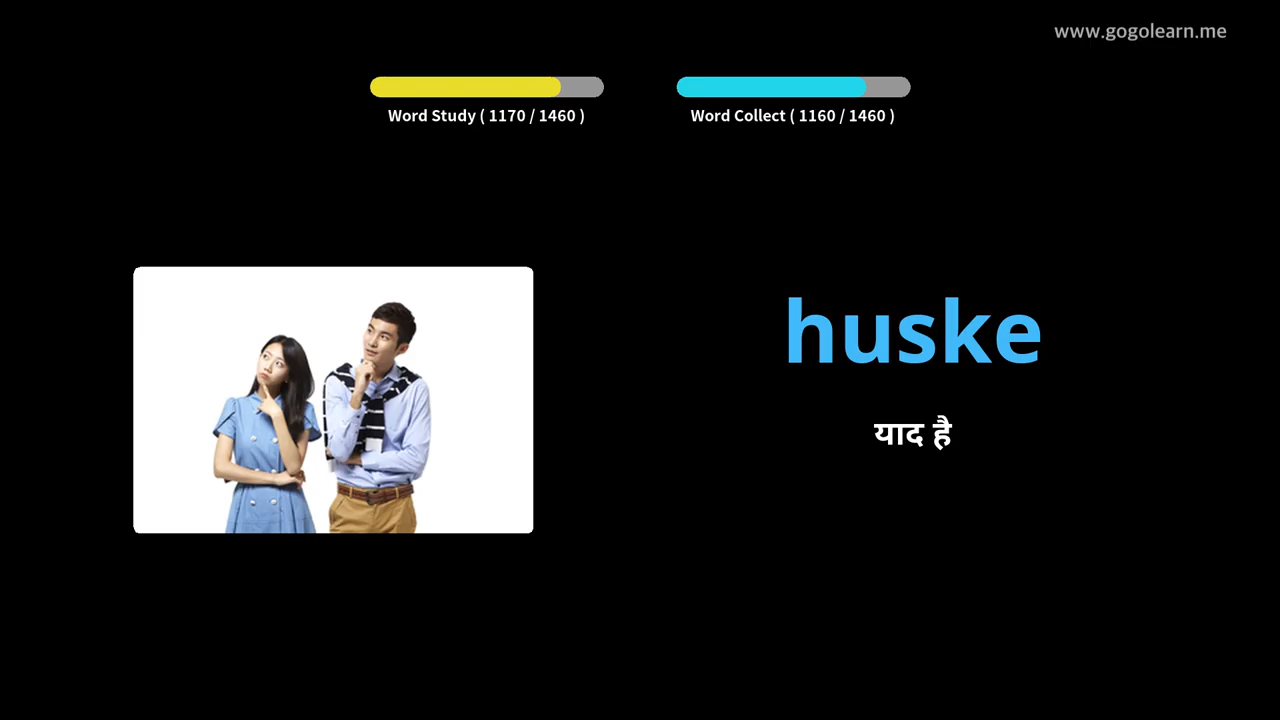 www.gogolearn.me
Word Study ( 1170 / 1460 )
Word Collect ( 1160 / 1460 )
huske
याद है